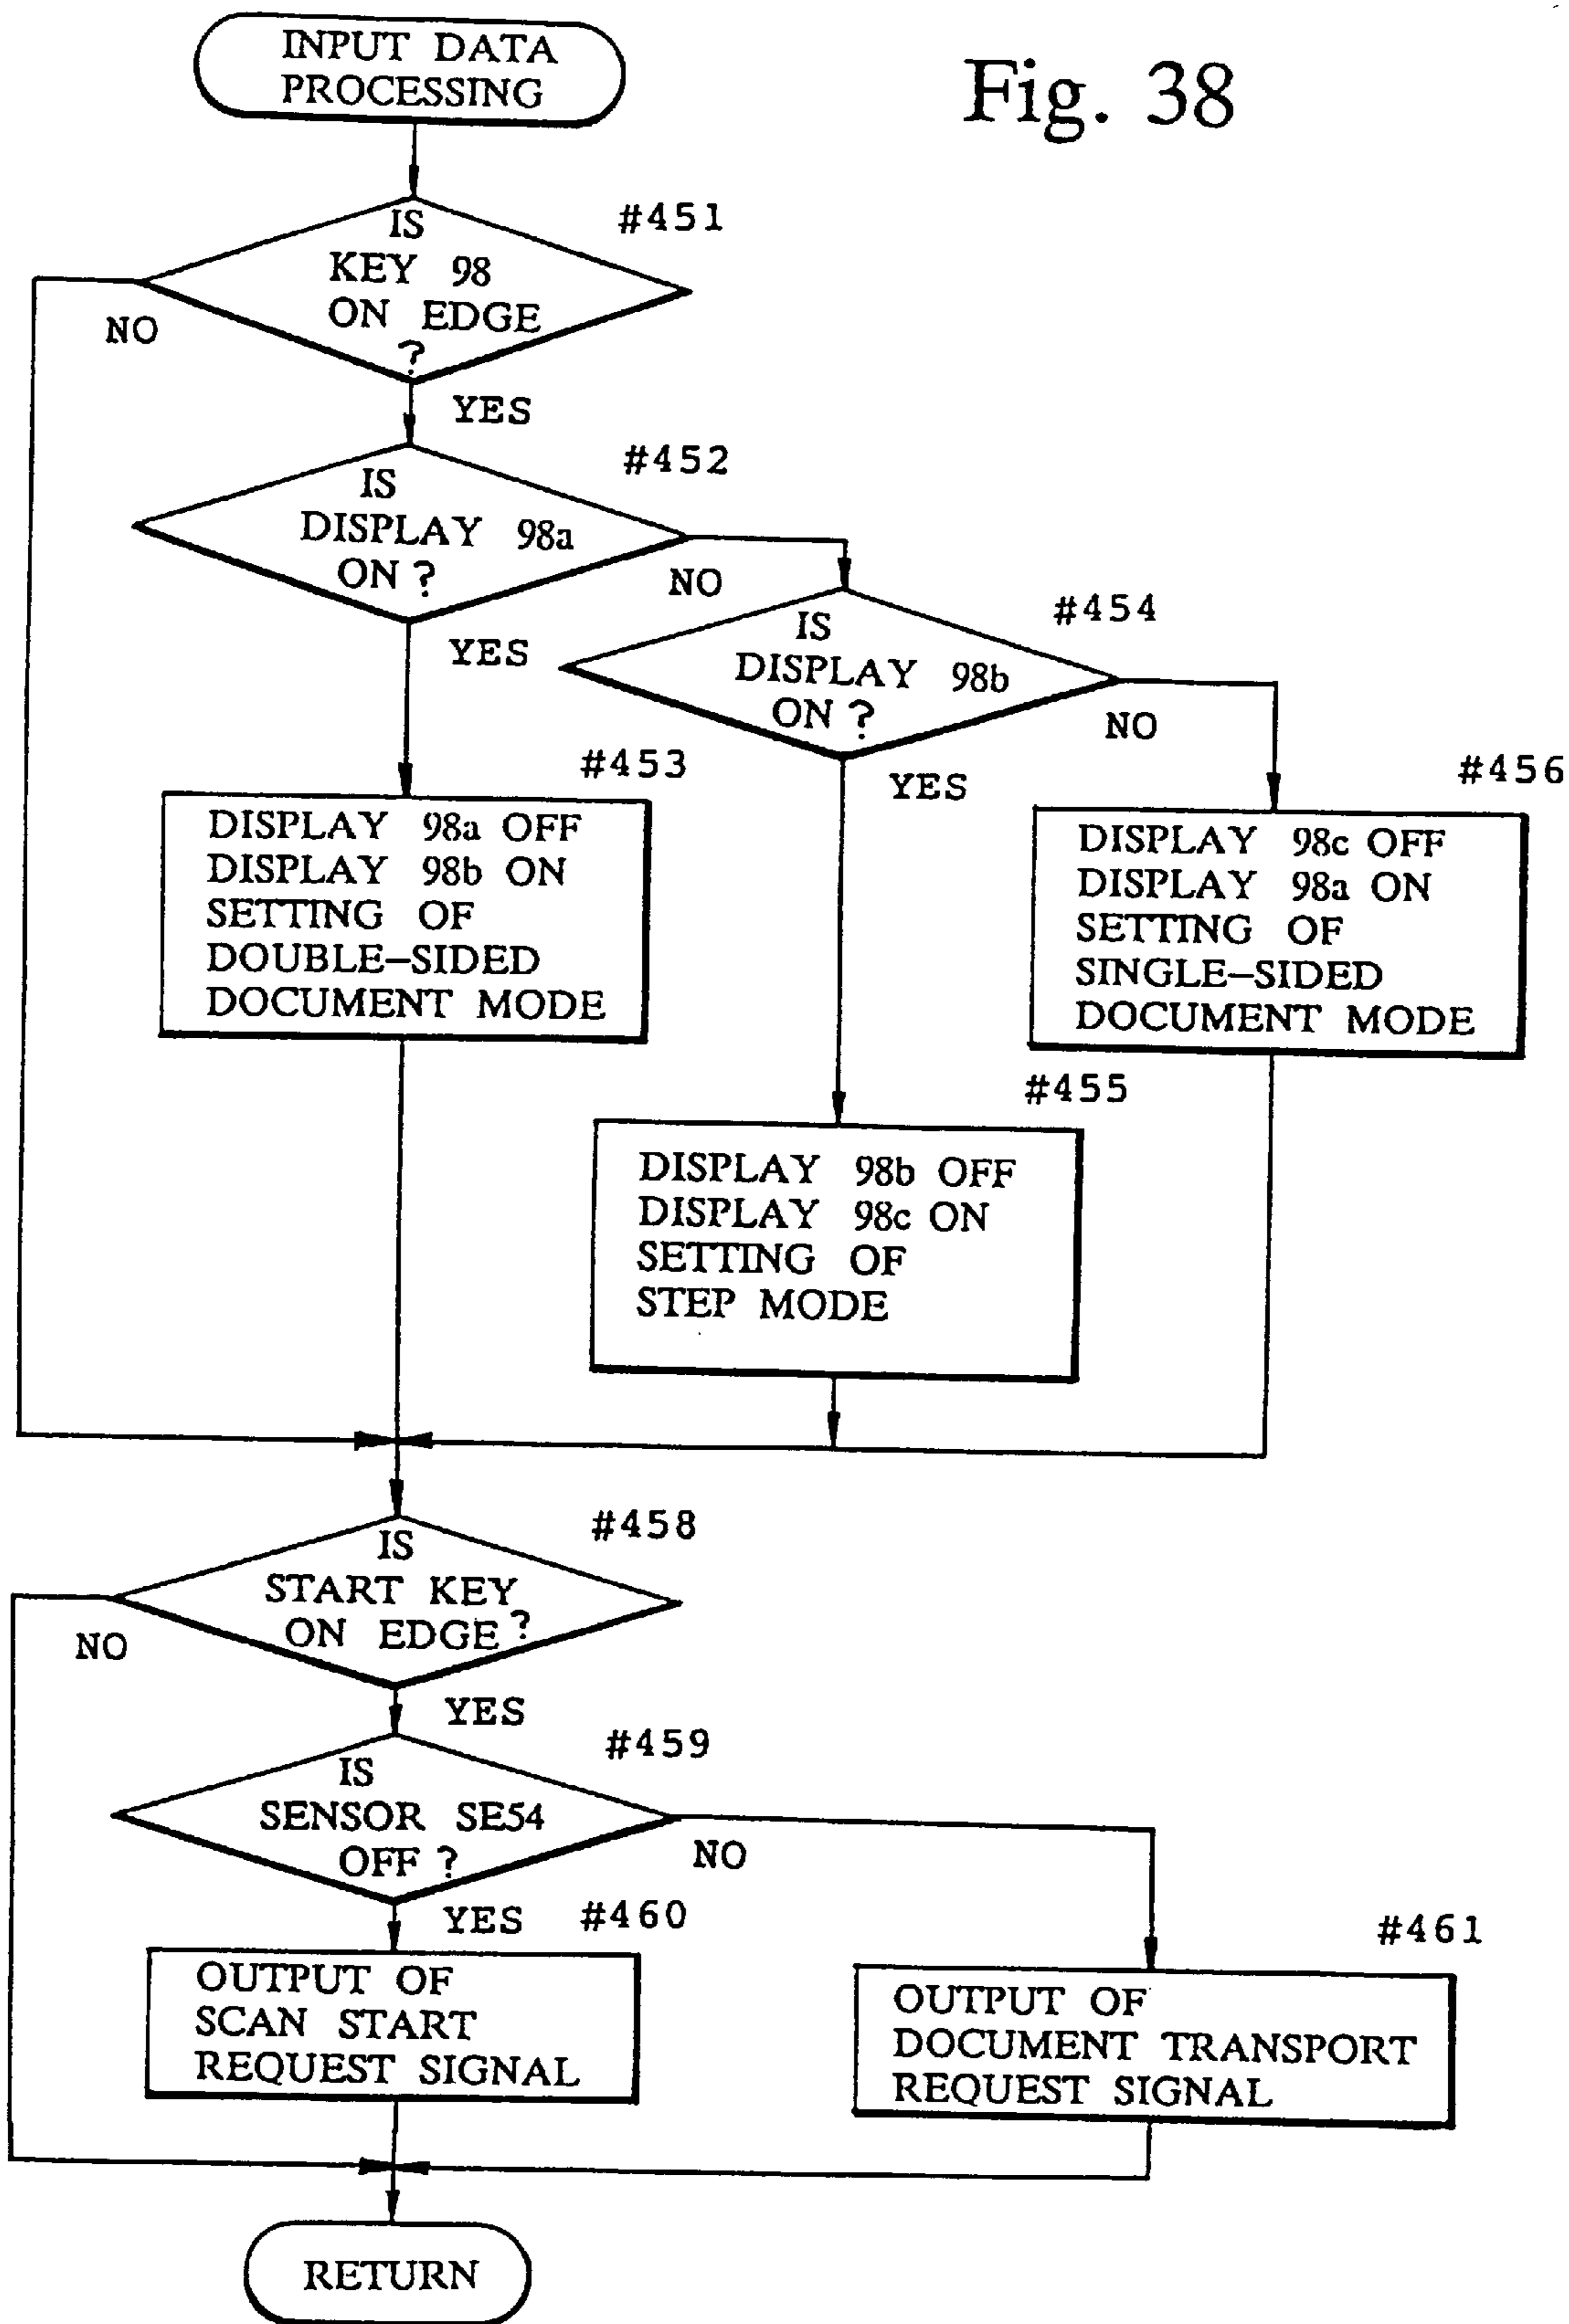 INPUT DATA
PROCESSING
Fig. 38
#451
IS
KEY 98
ON EDGE
?
NO
YES
#452
IS
DISPLAY 98a
ON ?
NO
YES
#454
IS
DISPLAY 98b
ON ?
NO
YES
#453
DISPLAY 98a OFF
DISPLAY 98b ON
SETTING OF
DOUBLE-SIDED
DOCUMENT MODE
#456
DISPLAY 98c OFF
DISPLAY 98a ON
SETTING OF
SINGLE-SIDED
DOCUMENT MODE
#455
DISPLAY 98b OFF
DISPLAY 98c ON
SETTING OF
STEP MODE
#458
IS
START KEY
ON EDGE ?
NO
YES
#459
IS
SENSOR SE54
OFF ?
NO
YES
#460
OUTPUT OF
SCAN START
REQUEST SIGNAL
#461
OUTPUT OF
DOCUMENT TRANSPORT
REQUEST SIGNAL
RETURN